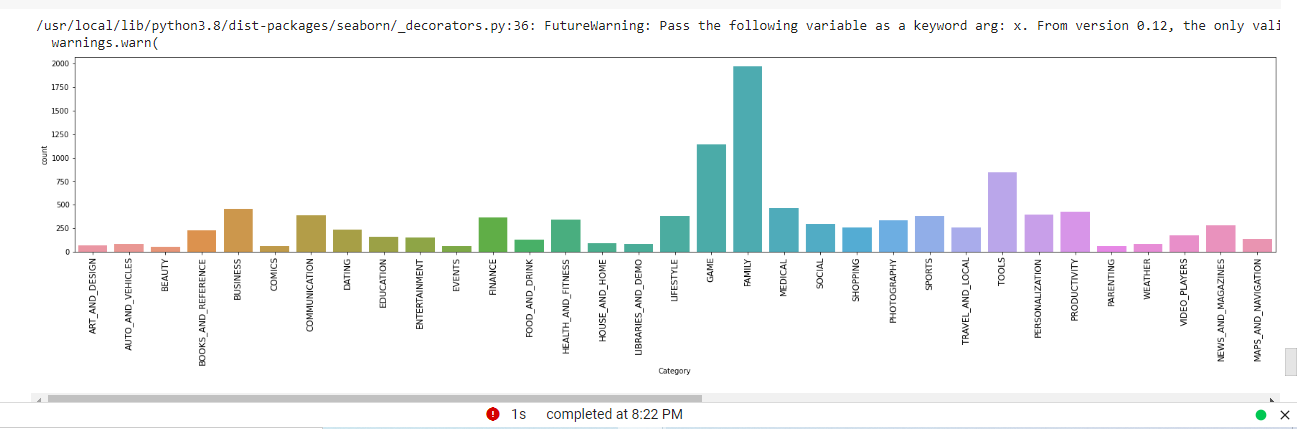 /usr/local/lib/python3.8/dist-packages/seaborn/_decorators.py:36: FutureWarning: Pass the following variable as a keyword arg: x. From version 0.12, the only vali
warnings.warn(
2000
1750
1500
1250
1000
750
500
250
0
count
ART_AND_DESIGN
AUTO_AND_VEHICLES
BEAUTY
BOOKS_AND_REFERENCE
BUSINESS
COMICS
COMMUNICATION
DATING
EDUCATION
ENTERTAINMENT
EVENTS
FINANCE
FOOD_AND_DRINK
HEALTH_AND_FITNESS
HOUSE_AND_HOME
LIBRARIES_AND_DEMO
LIFESTYLE
GAME
FAMILY
MEDICAL
SOCIAL
SHOPPING
PHOTOGRAPHY
SPORTS
TRAVEL_AND_LOCAL
TOOLS
PERSONALIZATION
PRODUCTIVITY
PARENTING
WEATHER
VIDEO_PLAYERS
NEWS_AND_MAGAZINES
MAPS_AND_NAVIGATION
Category
1s completed at 8:22 PM